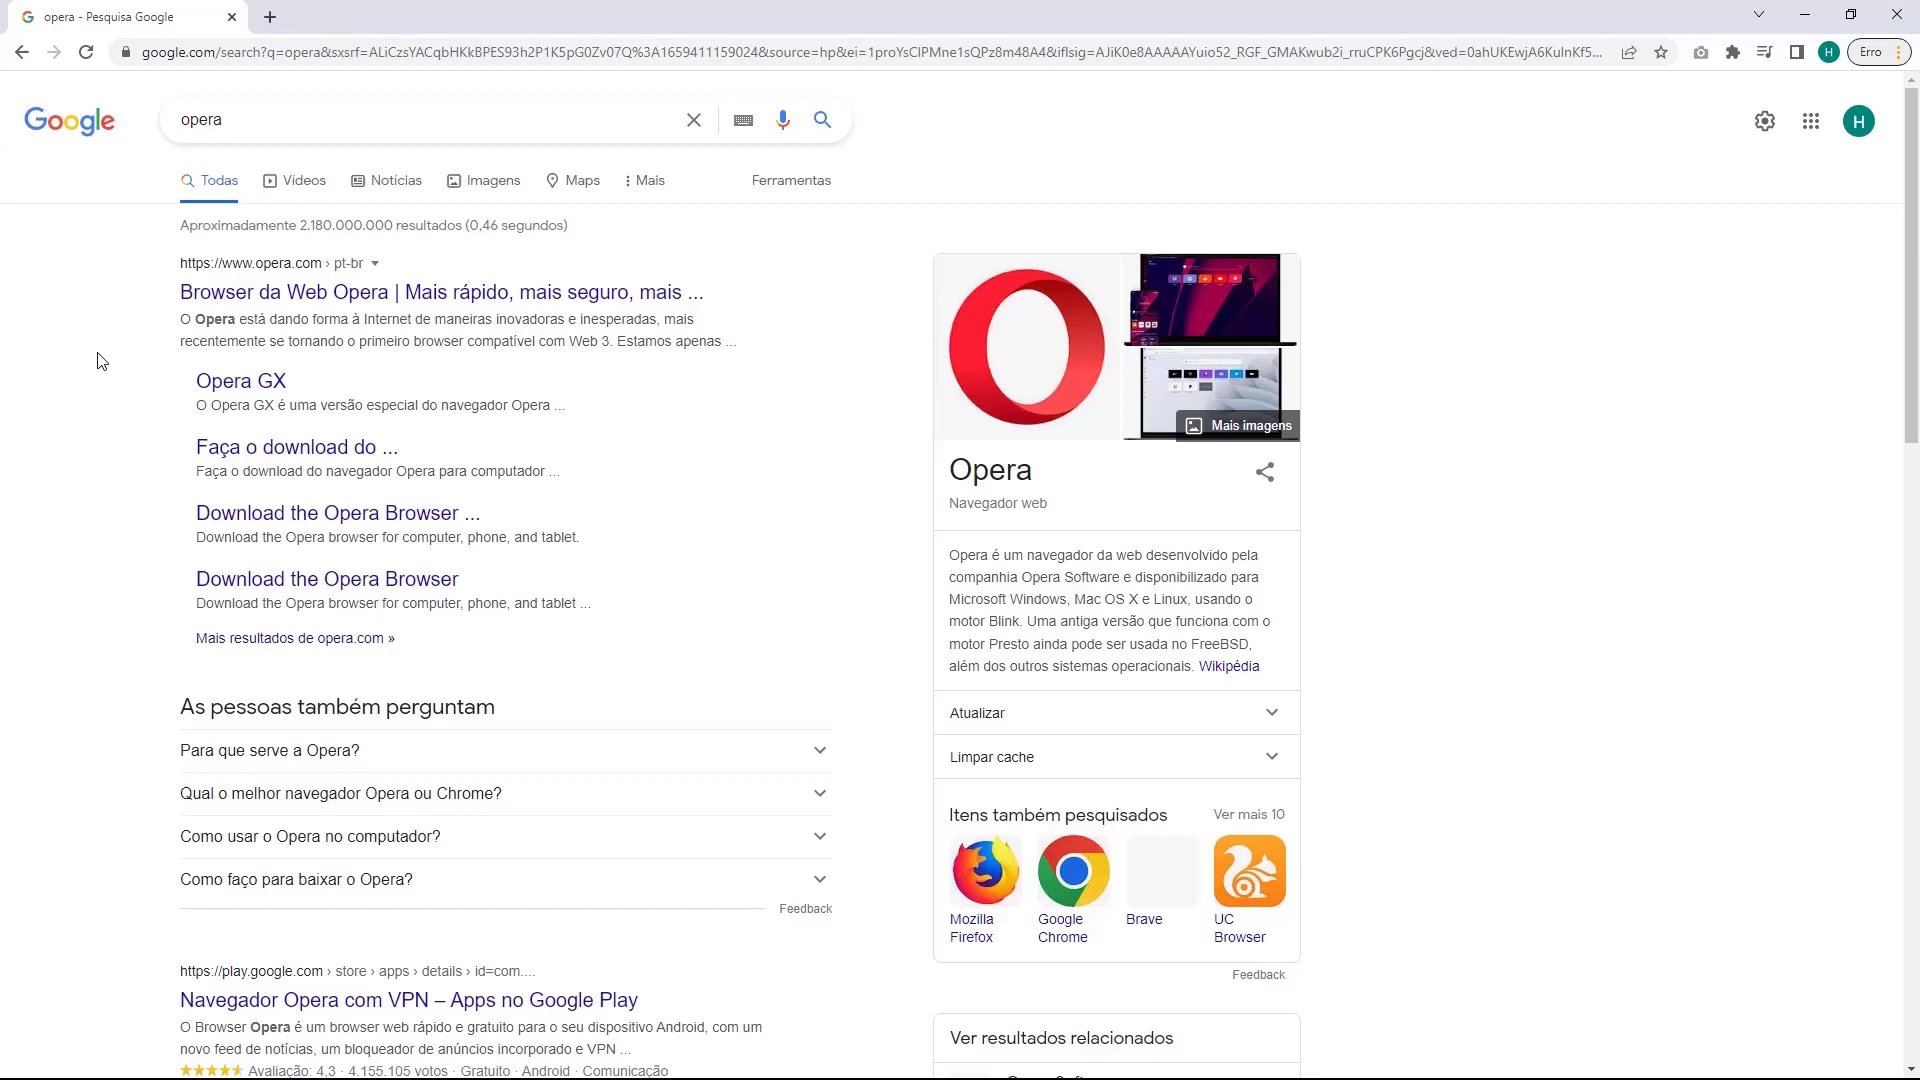 opera - Pesquisa Google
google.com/search?q=opera&sxsrf=ALiCzsYACqbHKkBPES93h2P1K5pG0Zv07Q%3A1659411159024&source=hp&ei=1proYsClPMne1sQPz8m48A4&iflsig=AJiK0e8AAAAAYuio52_RGF_GMAKwub2i_rruCPK6Pgcj&ved=0ahUKEwjA6KulnKf5...
H
Erro
Google
opera
H
Todas
Vídeos
Notícias
Imagens
Maps
Mais
Ferramentas
Aproximadamente 2.180.000.000 resultados (0,46 segundos)
https://www.opera.com › pt-br
Browser da Web Opera | Mais rápido, mais seguro, mais ...
O Opera está dando forma à Internet de maneiras inovadoras e inesperadas, mais
recentemente se tornando o primeiro browser compatível com Web 3. Estamos apenas ...
Opera GX
O Opera GX é uma versão especial do navegador Opera ...
Faça o download do ...
Faça o download do navegador Opera para computador ...
Download the Opera Browser ...
Download the Opera browser for computer, phone, and tablet.
Download the Opera Browser
Download the Opera browser for computer, phone, and tablet ...
Mais resultados de opera.com »
As pessoas também perguntam
Para que serve a Opera?
Qual o melhor navegador Opera ou Chrome?
Como usar o Opera no computador?
Como faço para baixar o Opera?
Feedback
https://play.google.com › store › apps › details › id=com....
Navegador Opera com VPN – Apps no Google Play
O Browser Opera é um browser web rápido e gratuito para o seu dispositivo Android, com um
novo feed de notícias, um bloqueador de anúncios incorporado e VPN ...
Avaliação: 4,3 · 4.155.105 votos · Gratuito · Android · Comunicação
Mais imagens
Opera
Navegador web
Opera é um navegador da web desenvolvido pela
companhia Opera Software e disponibilizado para
Microsoft Windows, Mac OS X e Linux, usando o
motor Blink. Uma antiga versão que funciona com o
motor Presto ainda pode ser usada no FreeBSD,
além dos outros sistemas operacionais. Wikipédia
Atualizar
Limpar cache
Itens também pesquisados
Ver mais 10
Mozilla Firefox
Google Chrome
Brave
UC Browser
Feedback
Ver resultados relacionados